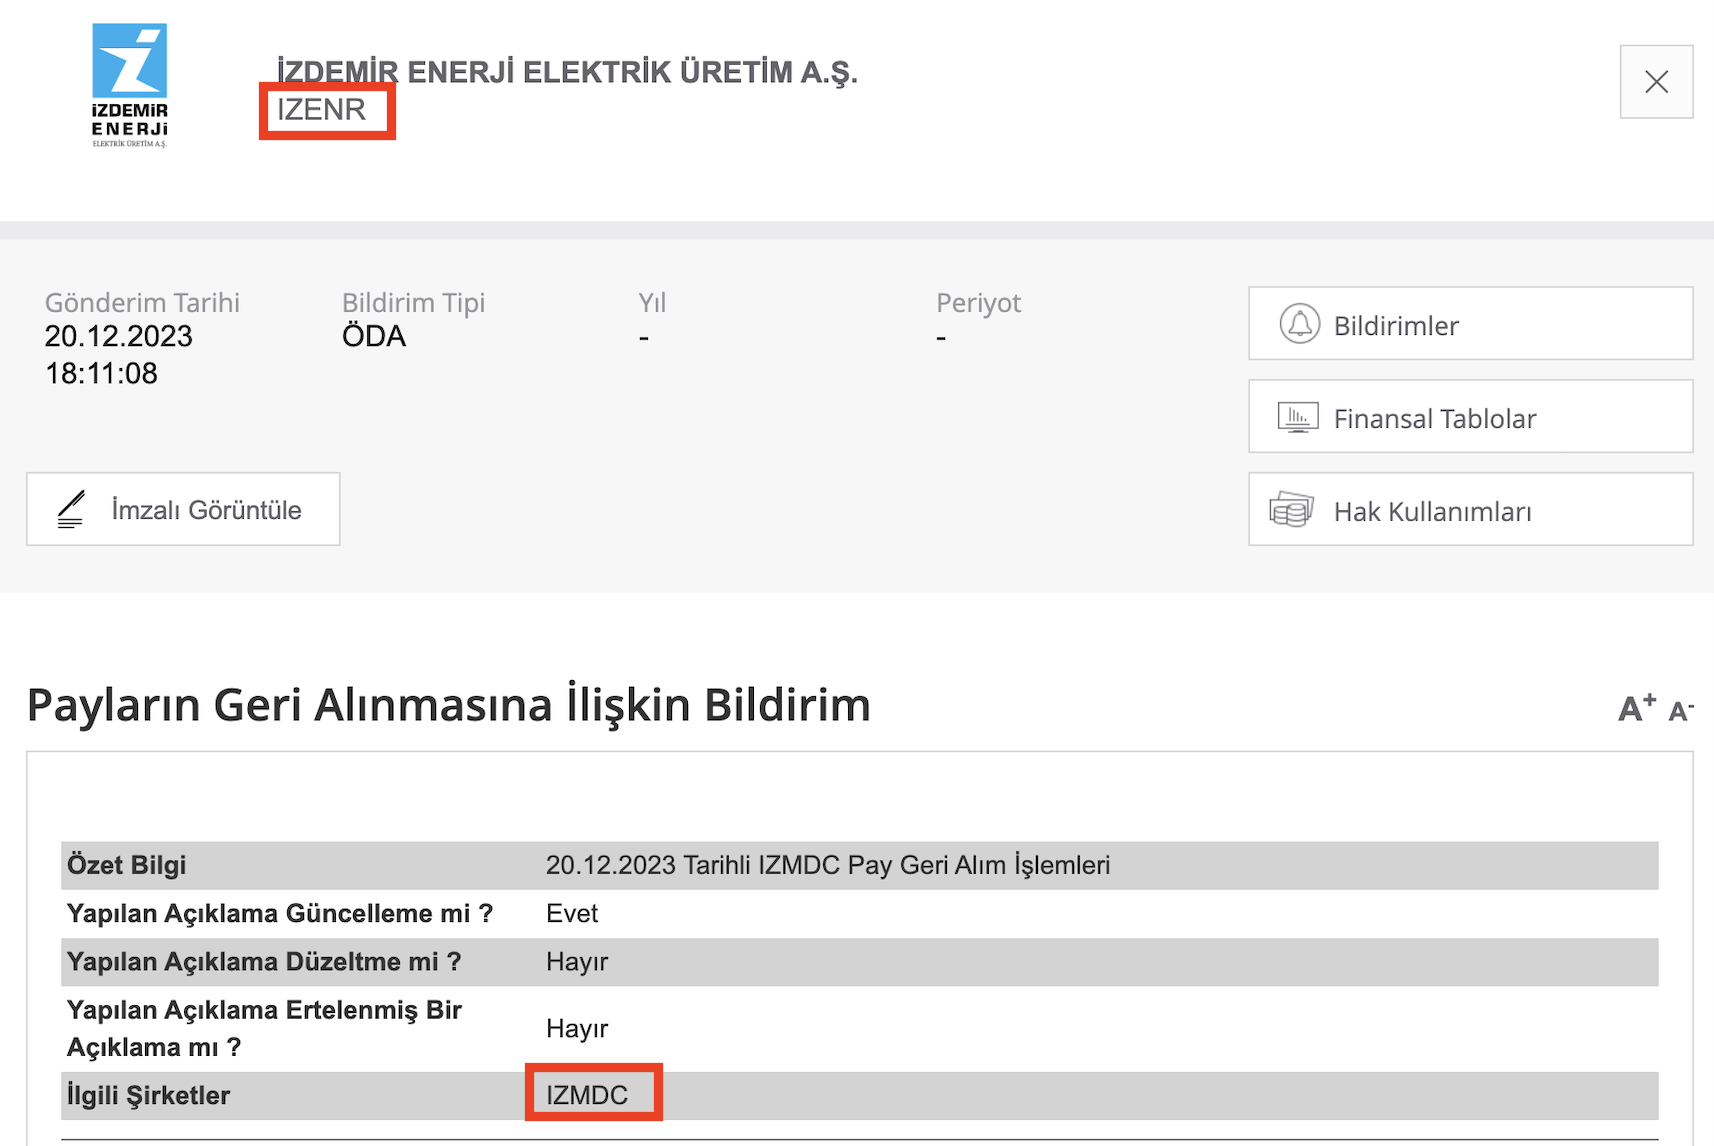 İZDEMİR
ENERJİ
ELEKTRİK ÜRETİM A.Ş.
İZDEMİR ENERJİ ELEKTRİK ÜRETİM A.Ş.
IZENR
Gönderim Tarihi
20.12.2023
18:11:08
Bildirim Tipi
ÖDA
Yıl
-
Periyot
-
Bildirimler
Finansal Tablolar
Hak Kullanımları
İmzalı Görüntüle
Payların Geri Alınmasına İlişkin Bildirim
A+ A-
Özet Bilgi 20.12.2023 Tarihli IZMDC Pay Geri Alım İşlemleri
Yapılan Açıklama Güncelleme mi ? Evet
Yapılan Açıklama Düzeltme mi ? Hayır
Yapılan Açıklama Ertelenmiş Bir
Açıklama mı ? Hayır
İlgili Şirketler IZMDC